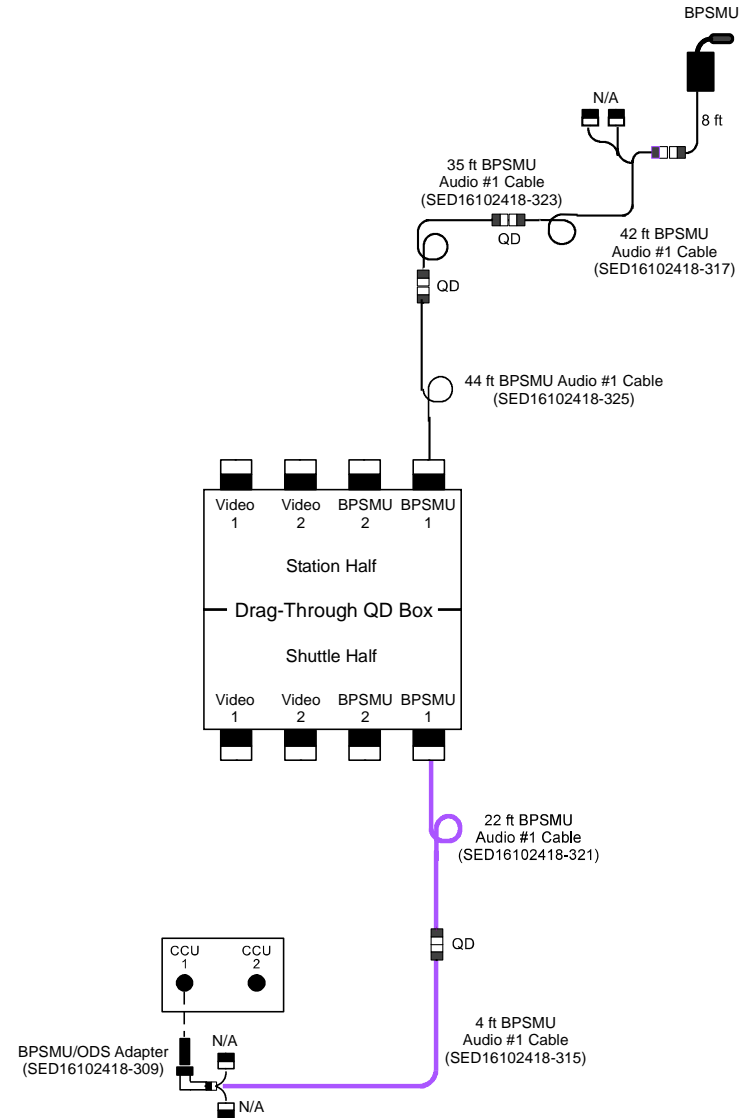 BPSMU
N/A
8 ft
35 ft BPSMU
Audio #1 Cable
(SED16102418-323)
QD
42 ft BPSMU
Audio #1 Cable
(SED16102418-317)
QD
44 ft BPSMU Audio #1 Cable
(SED16102418-325)
Video 1
Video 2
BPSMU 2
BPSMU 1
Station Half
Drag-Through QD Box
Shuttle Half
Video 1
Video 2
BPSMU 2
BPSMU 1
22 ft BPSMU
Audio #1 Cable
(SED16102418-321)
QD
CCU 1
CCU 2
4 ft BPSMU
Audio #1 Cable
(SED16102418-315)
BPSMU/ODS Adapter
(SED16102418-309)
N/A
N/A